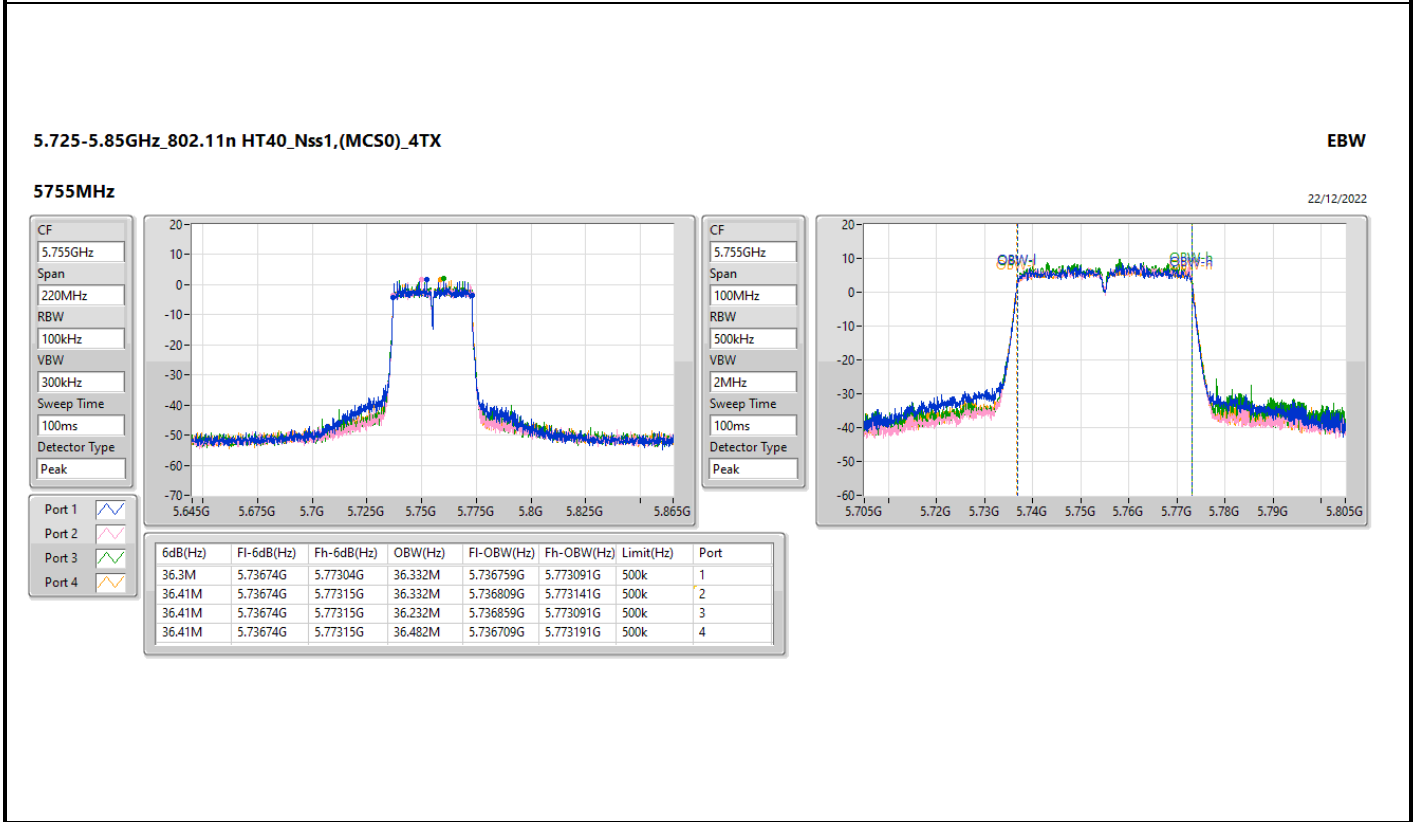 5.725-5.85GHz_802.11n HT40_Nss1,(MCS0)_4TX
EBW
5755MHz
22/12/2022
CF
5.755GHz
Span
220MHz
RBW
100kHz
VBW
300kHz
Sweep Time
100ms
Detector Type
Peak
20
10
0
-10
-20
-30
-40
-50
-60
-70
5.645G 5.675G 5.7G 5.725G 5.75G 5.775G 5.8G 5.825G 5.865G
CF
5.755GHz
Span
100MHz
RBW
500kHz
VBW
2MHz
Sweep Time
100ms
Detector Type
Peak
20
10
0
-10
-20
-30
-40
-50
-60
OBW-l
OBW-h
5.705G 5.72G 5.73G 5.74G 5.75G 5.76G 5.77G 5.78G 5.79G 5.805G
Port 1
Port 2
Port 3
Port 4
6dB(Hz) Fl-6dB(Hz) Fh-6dB(Hz) OBW(Hz) Fl-OBW(Hz) Fh-OBW(Hz) Limit(Hz) Port
36.3M 5.73674G 5.77304G 36.332M 5.736759G 5.773091G 500k 1
36.41M 5.73674G 5.77315G 36.332M 5.736809G 5.773141G 500k 2
36.41M 5.73674G 5.77315G 36.232M 5.736859G 5.773091G 500k 3
36.41M 5.73674G 5.77315G 36.482M 5.736709G 5.773191G 500k 4